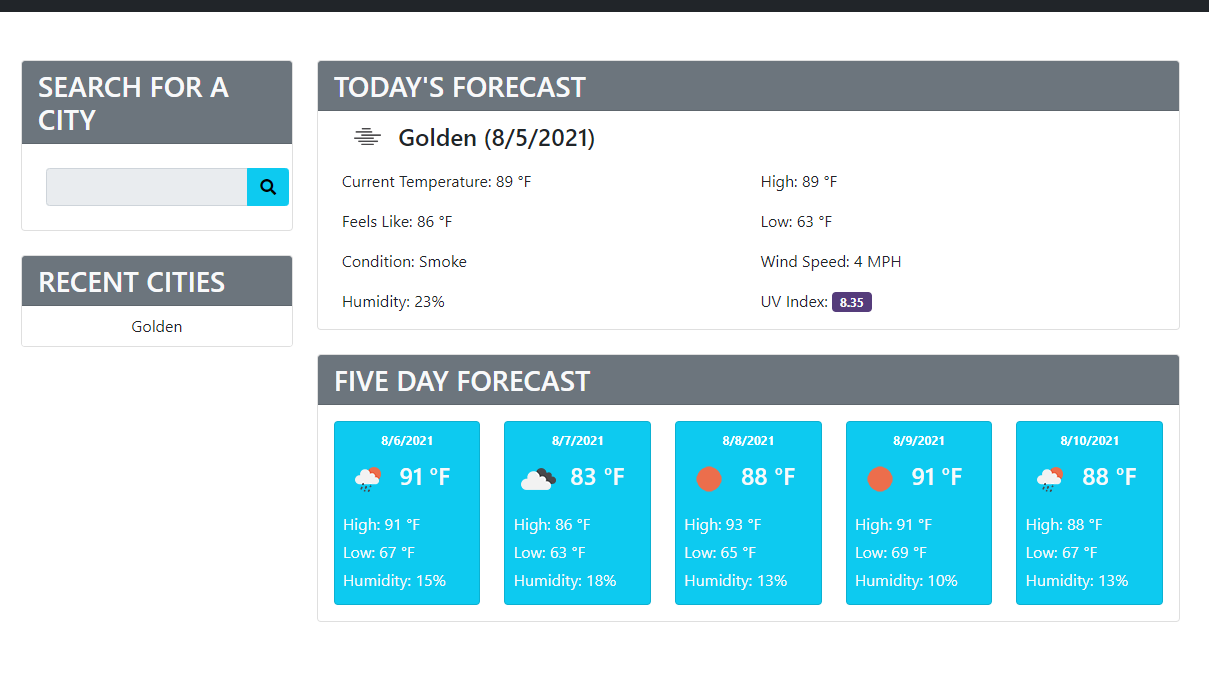 SEARCH FOR A
CITY
RECENT CITIES
Golden
TODAY'S FORECAST
Golden (8/5/2021)
Current Temperature: 89 °F
High: 89 °F
Feels Like: 86 °F
Low: 63 °F
Condition: Smoke
Wind Speed: 4 MPH
Humidity: 23%
UV Index: 8.35
FIVE DAY FORECAST
8/6/2021
91 °F
High: 91 °F
Low: 67 °F
Humidity: 15%
8/7/2021
83 °F
High: 86 °F
Low: 63 °F
Humidity: 18%
8/8/2021
88 °F
High: 93 °F
Low: 65 °F
Humidity: 13%
8/9/2021
91 °F
High: 91 °F
Low: 69 °F
Humidity: 10%
8/10/2021
88 °F
High: 88 °F
Low: 67 °F
Humidity: 13%